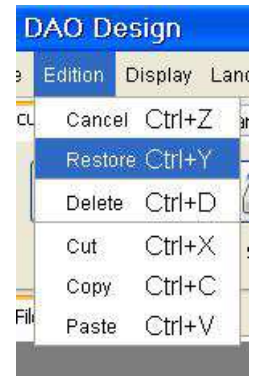 DAO Design
Edition Display
Cancel Ctrl+Z
Restore Ctrl+Y
Delete Ctrl+D
Cut Ctrl+X
Copy Ctrl+C
Paste Ctrl+V